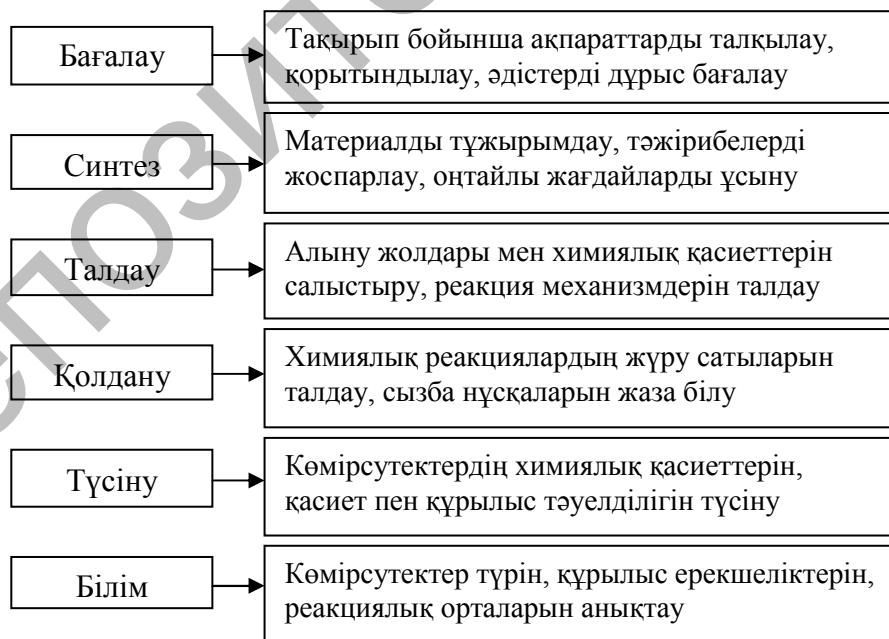 Бағалау
Тақырып бойынша ақпараттарды талқылау,
қорытындылау, әдістерді дұрыс бағалау
Синтез
Материалды тұжырымдау, тәжірибелерді
жоспарлау, оңтайлы жағдайларды ұсыну
Талдау
Алыну жолдары мен химиялық қасиеттерін
салыстыру, реакция механизмдерін талдау
Қолдану
Химиялық реакциялардың жүру сатыларын
талдау, сызба нұсқаларын жаза білу
Түсіну
Көмірсутектердің химиялық қасиеттерін,
қасиет пен құрылыс тәуелділігін түсіну
Білім
Көмірсутектер түрін, құрылыс ерекшеліктерін,
реакциялық орталарын анықтау